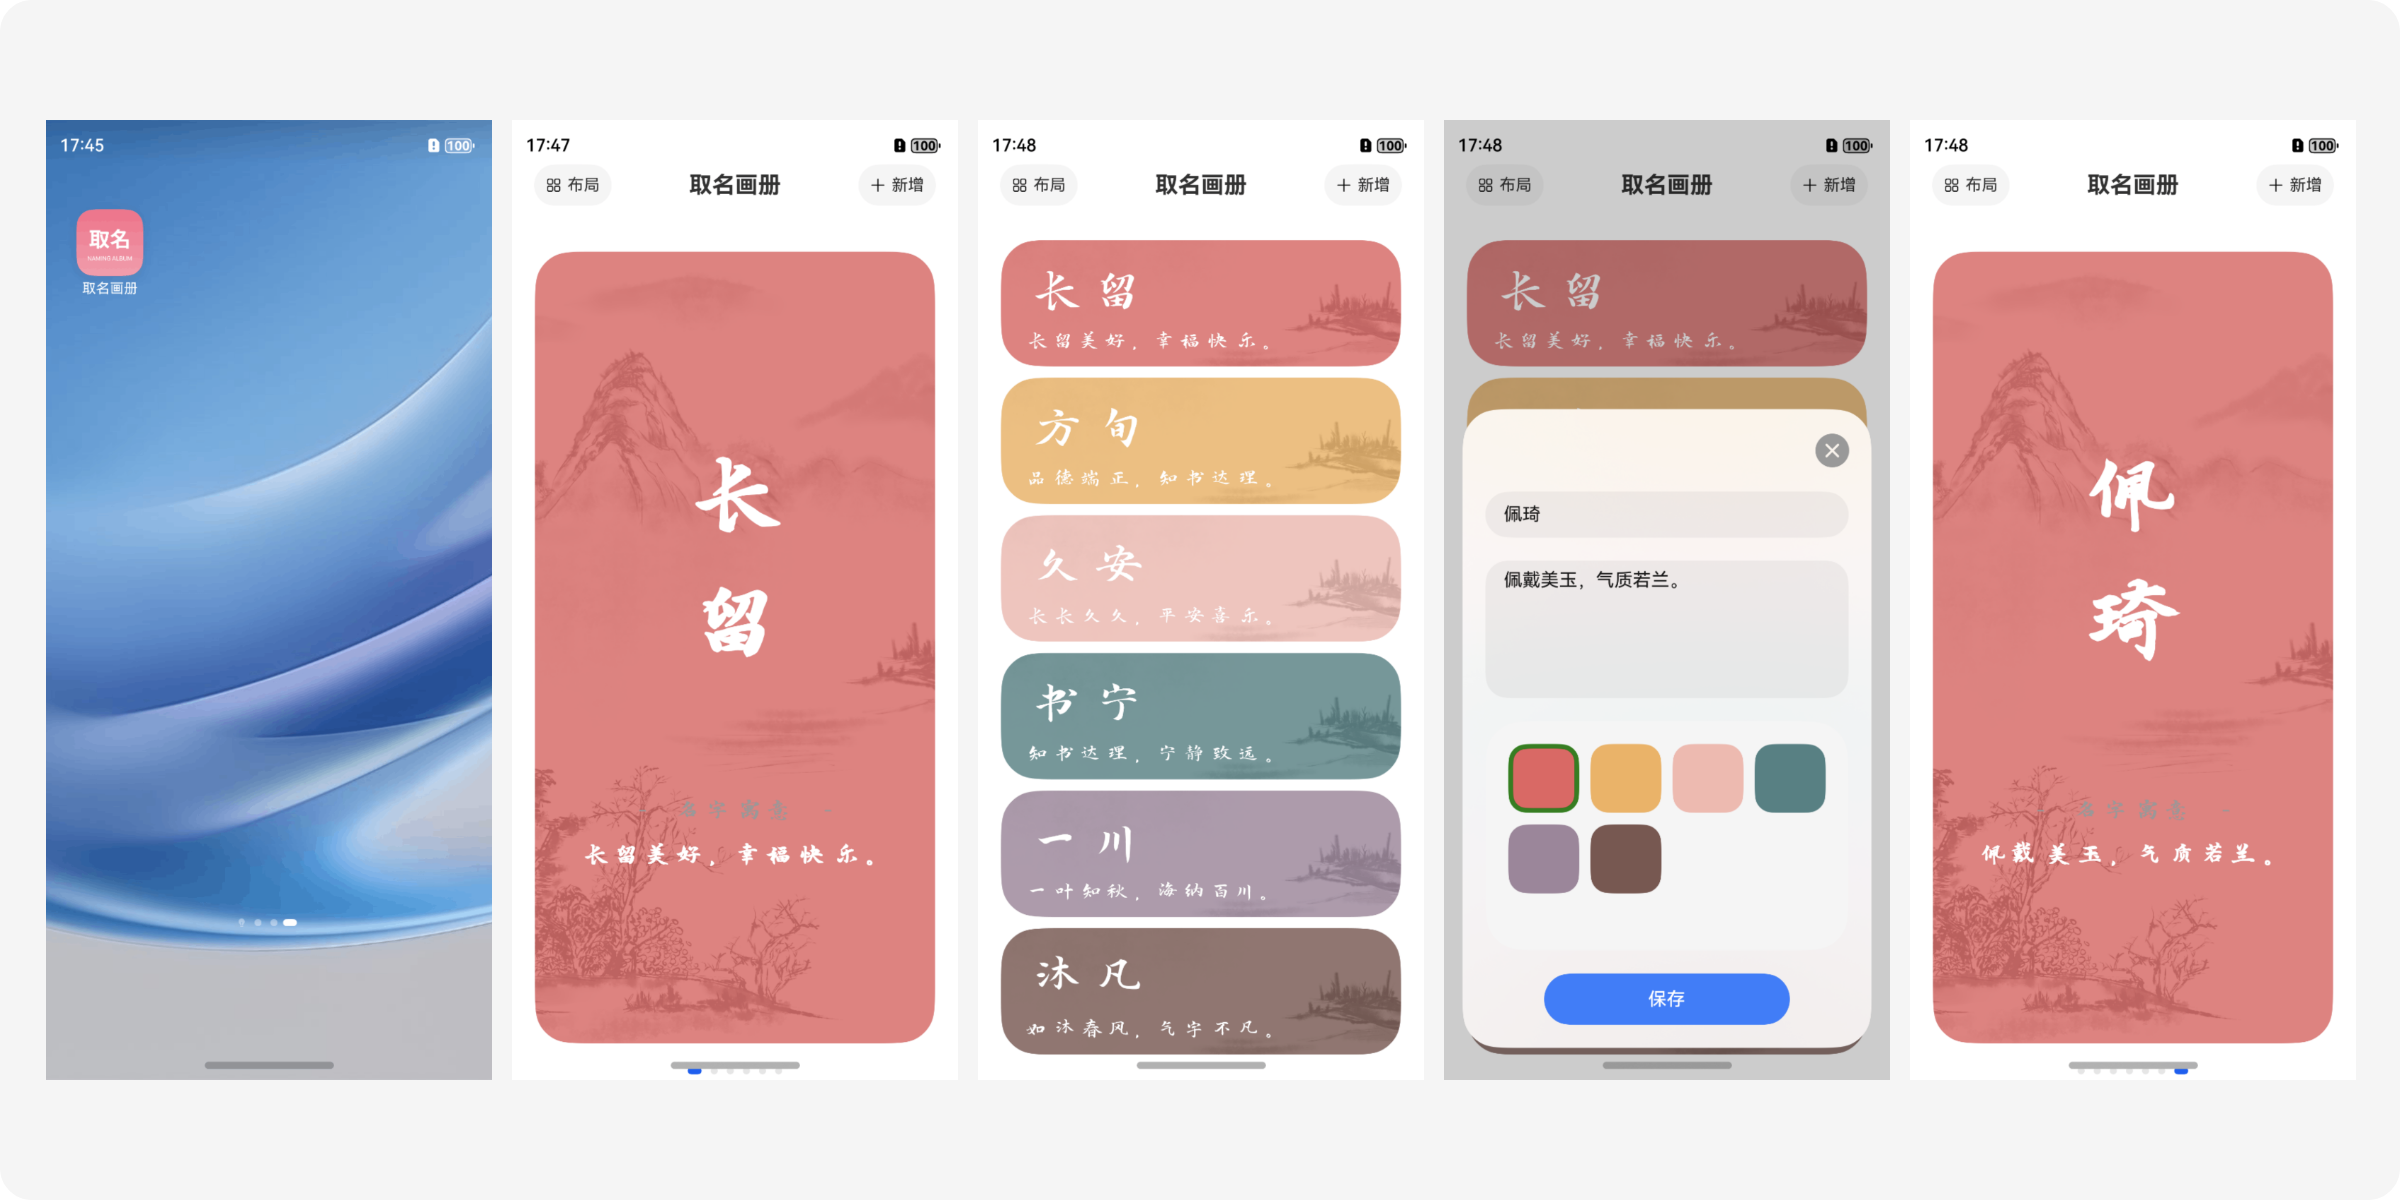 17:45
100
取名
NAMING ALBUM
取名画册
17:47
100
布局
取名画册
新增
长
留
名字寓意
长留美好，幸福快乐。
17:48
100
布局
取名画册
新增
长留
长留美好，幸福快乐。
方旬
品德端正，知书达理。
久安
长长久久，平安喜乐。
书宁
知书达理，宁静致远。
一川
一叶知秋，海纳百川。
沐凡
如沐春风，气宇不凡。
17:48
100
布局
取名画册
新增
长留
长留美好，幸福快乐。
佩琦
佩戴美玉，气质若兰。
保存
17:48
100
布局
取名画册
新增
佩
琦
名字寓意
佩戴美玉，气质若兰。